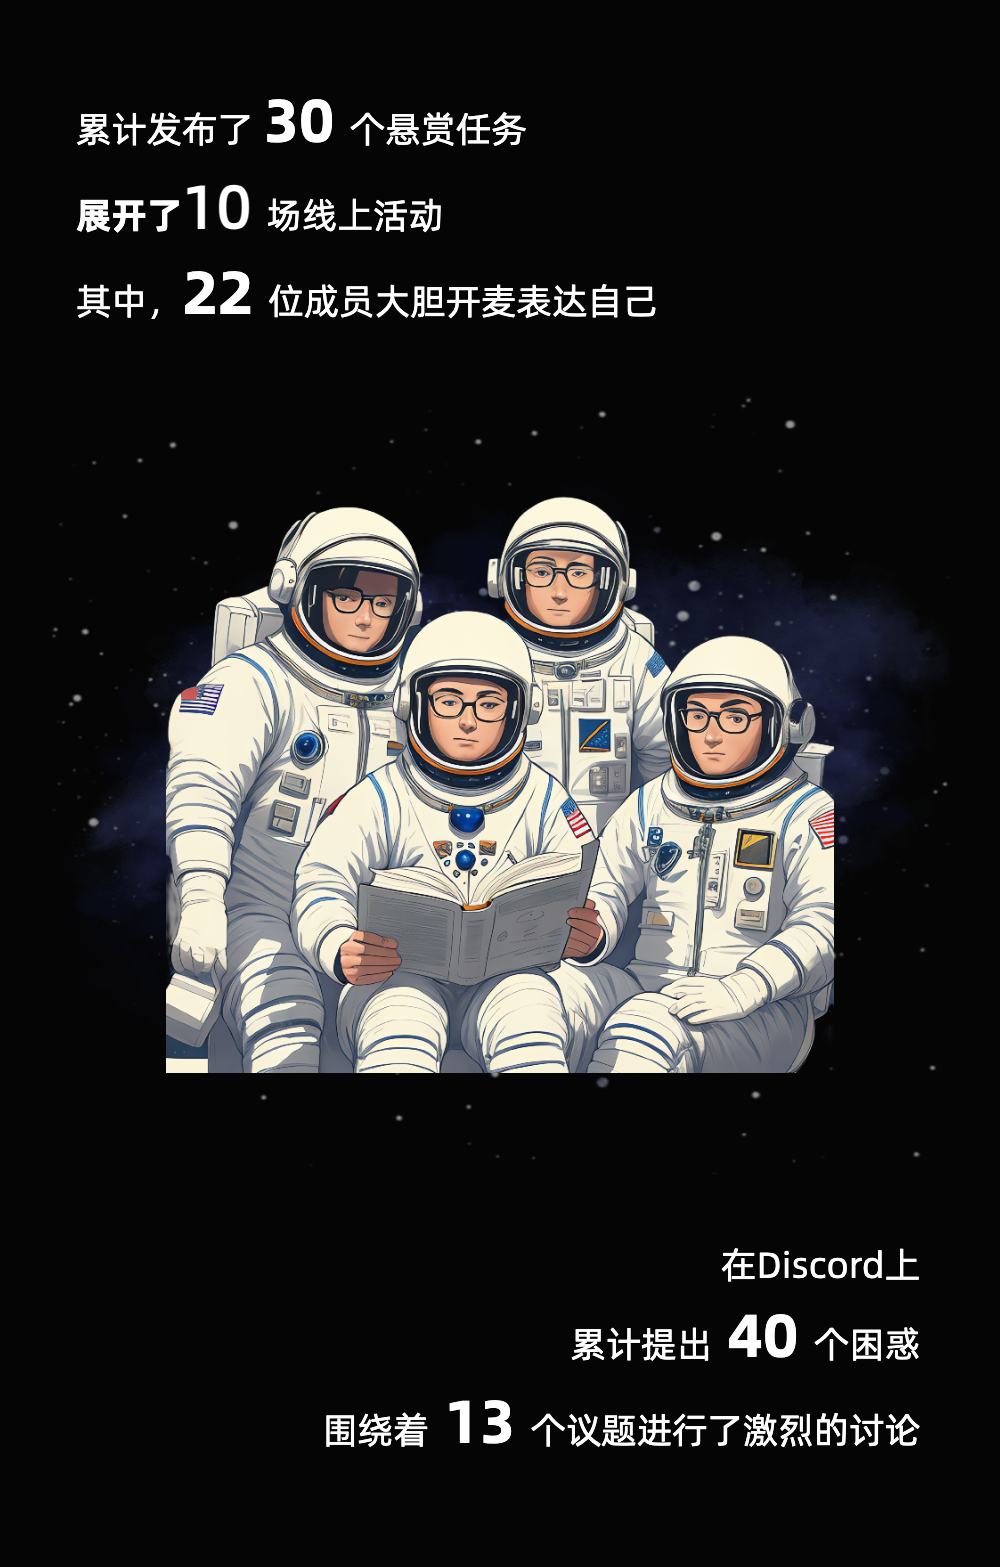 累计发布了 30 个悬赏任务
展开了10 场线上活动
其中，22 位成员大胆开麦表达自己
在Discord上
累计提出 40 个困惑
围绕着 13 个议题进行了激烈的讨论